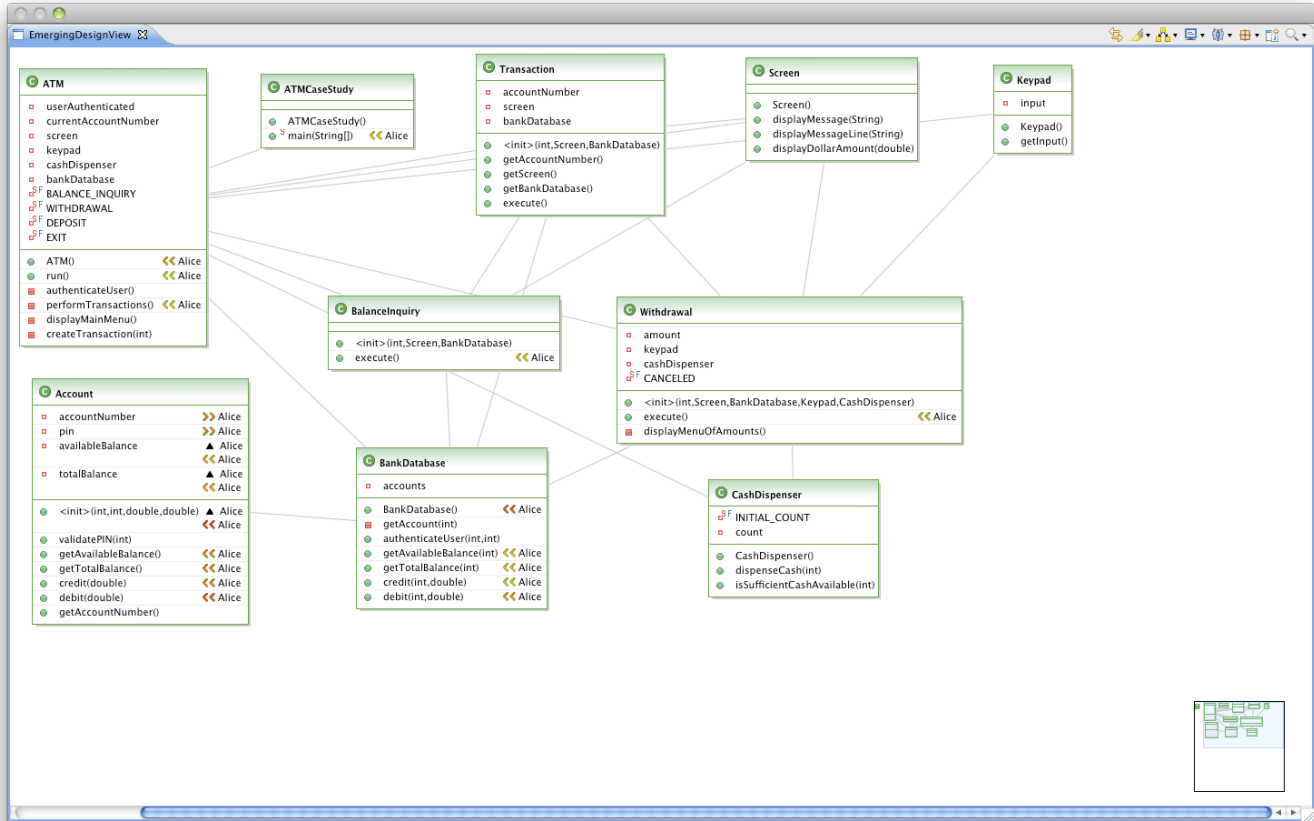 EmergingDesignView
ATM
userAuthenticated
currentAccountNumber
screen
keypad
cashDispenser
bankDatabase
SF BALANCE_INQUIRY
SF WITHDRAWAL
SF DEPOSIT
SF EXIT
ATM() Alice
run() Alice
authenticateUser()
performTransactions() Alice
displayMainMenu()
createTransaction(int)
ATMCaseStudy
ATMCaseStudy()
S main(String[]) Alice
Transaction
accountNumber
screen
bankDatabase
<init>(int,Screen,BankDatabase)
getAccountNumber()
getScreen()
getBankDatabase()
execute()
Screen
Screen()
displayMessage(String)
displayMessageLine(String)
displayDollarAmount(double)
Keypad
input
Keypad()
getInput()
BalanceInquiry
<init>(int,Screen,BankDatabase)
execute() Alice
Withdrawal
amount
keypad
cashDispenser
SF CANCELED
<init>(int,Screen,BankDatabase,Keypad,CashDispenser)
execute() Alice
displayMenuOfAmounts()
Account
accountNumber Alice
pin Alice
availableBalance Alice
Alice
totalBalance Alice
Alice
<init>(int,int,double,double) Alice
Alice
validatePIN(int)
getAvailableBalance() Alice
getTotalBalance() Alice
credit(double) Alice
debit(double) Alice
getAccountNumber()
BankDatabase
accounts
BankDatabase() Alice
getAccount(int)
authenticateUser(int,int)
getAvailableBalance(int) Alice
getTotalBalance(int) Alice
credit(int,double) Alice
debit(int,double) Alice
CashDispenser
SF INITIAL_COUNT
count
CashDispenser()
dispenseCash(int)
isSufficientCashAvailable(int)